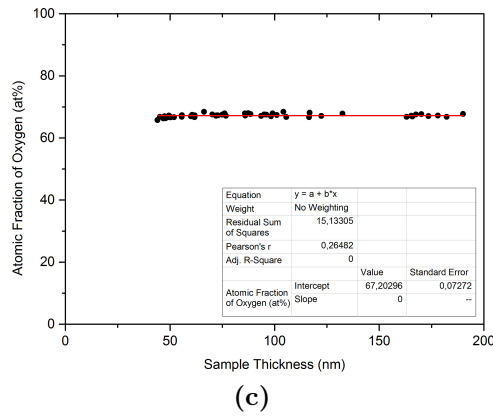 100
80
60
40
20
0
Atomic Fraction of Oxygen (at%)
Equation y = a + b*x
Weight No Weighting
Residual Sum of Squares 15,13305
Pearson's r 0,26482
Adj. R-Square 0
Value Standard Error
Atomic Fraction of Oxygen (at%) Intercept 67,20296 0,07272
Slope 0 --
0 50 100 150 200
Sample Thickness (nm)
(c)